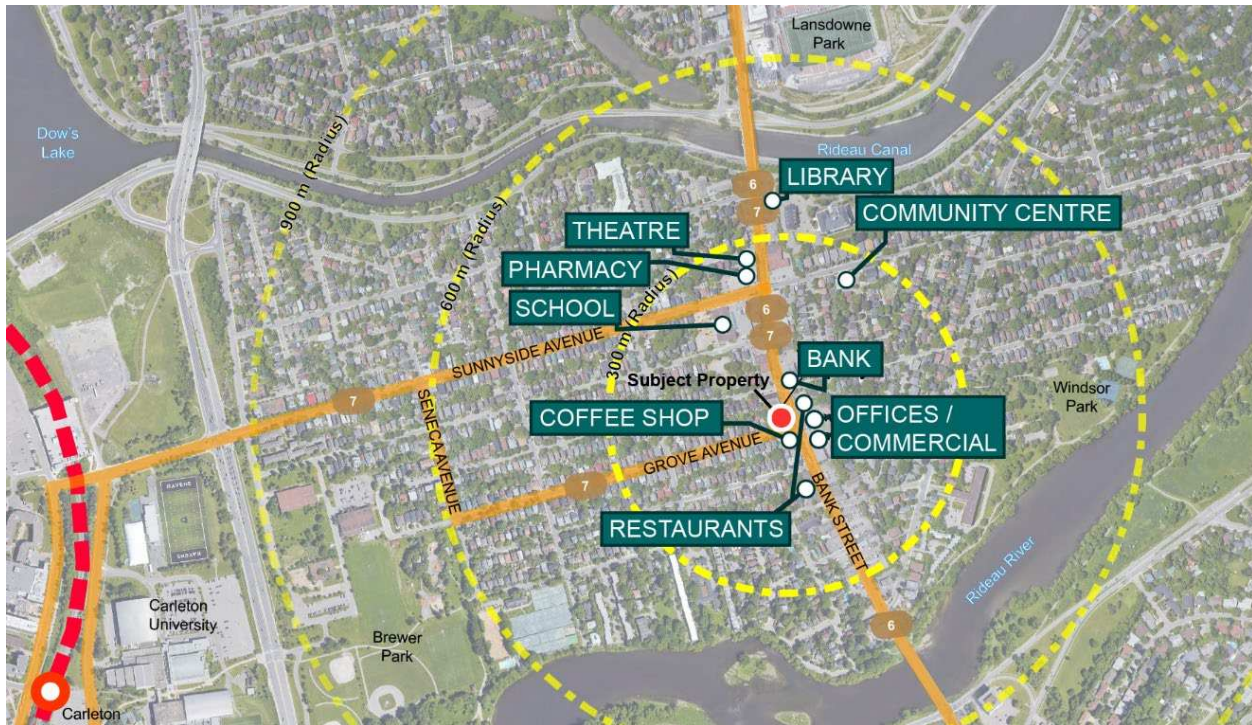 Lansdowne
Park
Dow's
Lake
Rideau Canal
900 m (Radius)
6
7
LIBRARY
COMMUNITY CENTRE
THEATRE
600 m (Radius)
PHARMACY
SCHOOL
300 m (Radius)
6
7
SUNNYSIDE AVENUE
BANK
Subject Property
Windsor
Park
7
SENECA AVENUE
COFFEE SHOP
OFFICES /
COMMERCIAL
GROVE AVENUE
7
BANK STREET
RAVENS
RESTAURANTS
RAVENS
Rideau River
Carleton
University
Brewer
Park
6
Carleton